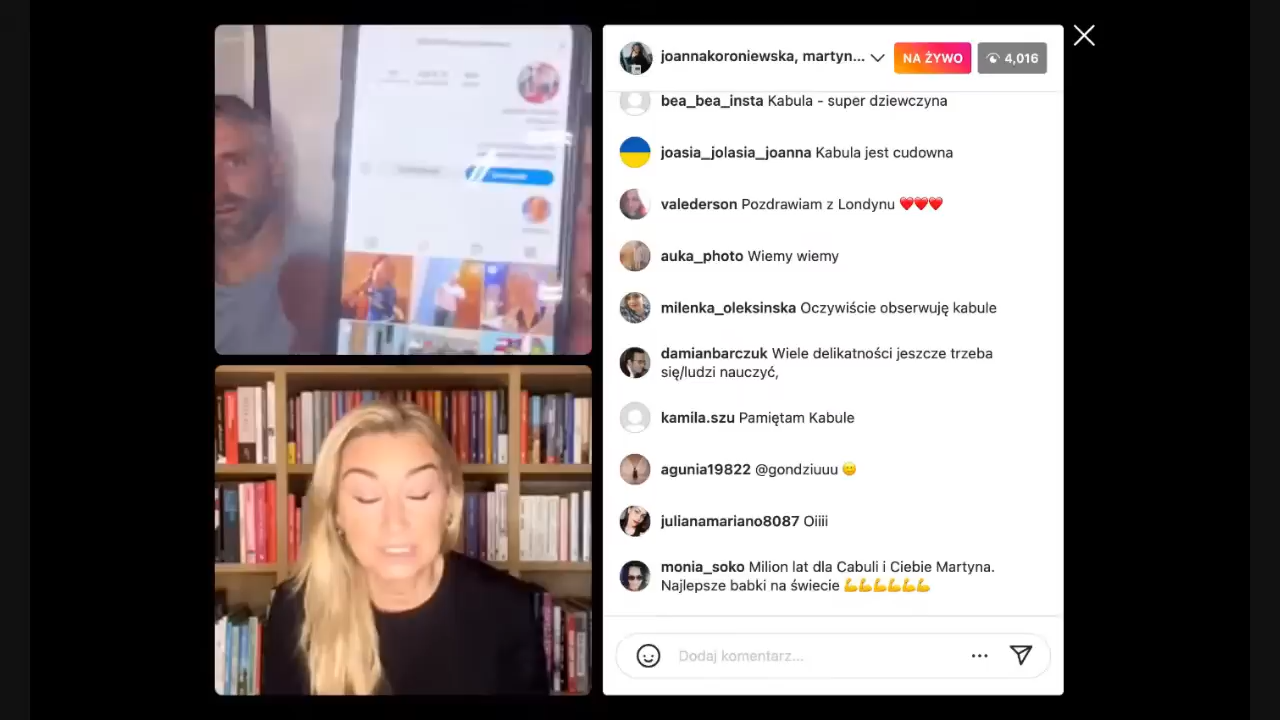 joannakoroniewska, martyn...
NA ŻYWO
4,016
bea_bea_insta Kabula - super dziewczyna
joasia_jolasia_joanna Kabula jest cudowna
valederson Pozdrawiam z Londynu ❤️❤️❤️
auka_photo Wiemy wiemy
milenka_oleksinska Oczywiście obserwuję kabule
damianbarczuk Wiele delikatności jeszcze trzeba
się/ludzi nauczyć,
kamila.szu Pamiętam Kabule
agunia19822 @gondziuuu 🙂
julianamariano8087 Oiiii
monia_soko Milion lat dla Cabuli i Ciebie Martyna.
Najlepsze babki na świecie 💪💪💪💪💪💪
Dodaj komentarz...